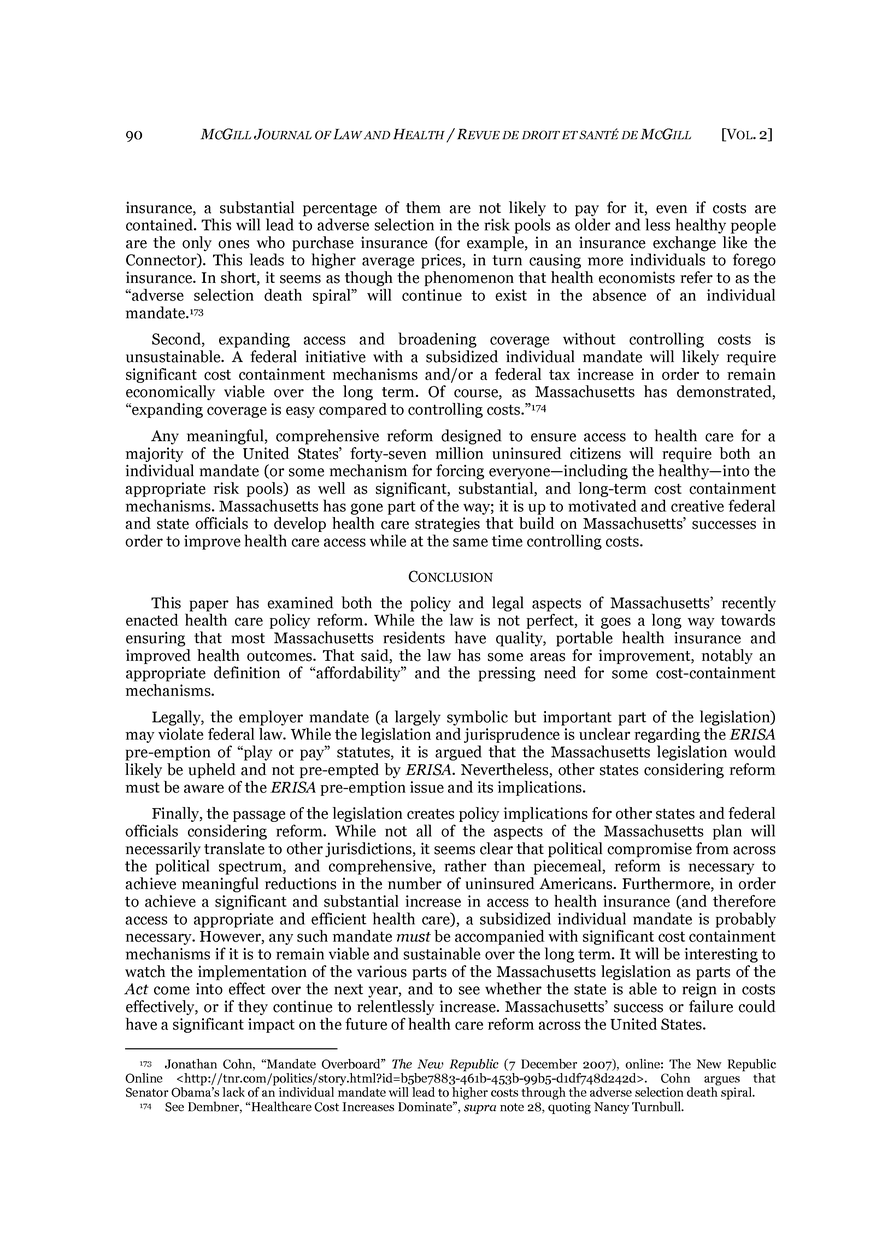 90 MCGILL JOURNAL OF LAW AND HEALTH / REVUE DE DROIT ET SANTÉ DE MCGILL [VOL. 2]
insurance, a substantial percentage of them are not likely to pay for it, even if costs are
contained. This will lead to adverse selection in the risk pools as older and less healthy people
are the only ones who purchase insurance (for example, in an insurance exchange like the
Connector). This leads to higher average prices, in turn causing more individuals to forego
insurance. In short, it seems as though the phenomenon that health economists refer to as the
“adverse selection death spiral” will continue to exist in the absence of an individual
mandate.173
Second, expanding access and broadening coverage without controlling costs is
unsustainable. A federal initiative with a subsidized individual mandate will likely require
significant cost containment mechanisms and/or a federal tax increase in order to remain
economically viable over the long term. Of course, as Massachusetts has demonstrated,
“expanding coverage is easy compared to controlling costs.”174
Any meaningful, comprehensive reform designed to ensure access to health care for a
majority of the United States’ forty-seven million uninsured citizens will require both an
individual mandate (or some mechanism for forcing everyone—including the healthy—into the
appropriate risk pools) as well as significant, substantial, and long-term cost containment
mechanisms. Massachusetts has gone part of the way; it is up to motivated and creative federal
and state officials to develop health care strategies that build on Massachusetts’ successes in
order to improve health care access while at the same time controlling costs.
CONCLUSION
This paper has examined both the policy and legal aspects of Massachusetts’ recently
enacted health care policy reform. While the law is not perfect, it goes a long way towards
ensuring that most Massachusetts residents have quality, portable health insurance and
improved health outcomes. That said, the law has some areas for improvement, notably an
appropriate definition of “affordability” and the pressing need for some cost-containment
mechanisms.
Legally, the employer mandate (a largely symbolic but important part of the legislation)
may violate federal law. While the legislation and jurisprudence is unclear regarding the ERISA
pre-emption of “play or pay” statutes, it is argued that the Massachusetts legislation would
likely be upheld and not pre-empted by ERISA. Nevertheless, other states considering reform
must be aware of the ERISA pre-emption issue and its implications.
Finally, the passage of the legislation creates policy implications for other states and federal
officials considering reform. While not all of the aspects of the Massachusetts plan will
necessarily translate to other jurisdictions, it seems clear that political compromise from across
the political spectrum, and comprehensive, rather than piecemeal, reform is necessary to
achieve meaningful reductions in the number of uninsured Americans. Furthermore, in order
to achieve a significant and substantial increase in access to health insurance (and therefore
access to appropriate and efficient health care), a subsidized individual mandate is probably
necessary. However, any such mandate must be accompanied with significant cost containment
mechanisms if it is to remain viable and sustainable over the long term. It will be interesting to
watch the implementation of the various parts of the Massachusetts legislation as parts of the
Act come into effect over the next year, and to see whether the state is able to reign in costs
effectively, or if they continue to relentlessly increase. Massachusetts’ success or failure could
have a significant impact on the future of health care reform across the United States.
173 Jonathan Cohn, “Mandate Overboard” The New Republic (7 December 2007), online: The New Republic
Online <http://tnr.com/politics/story.html?id=b5be7883-461b-453b-99b5-d1df748d242d>. Cohn argues that
Senator Obama’s lack of an individual mandate will lead to higher costs through the adverse selection death spiral.
174 See Dembner, “Healthcare Cost Increases Dominate”, supra note 28, quoting Nancy Turnbull.